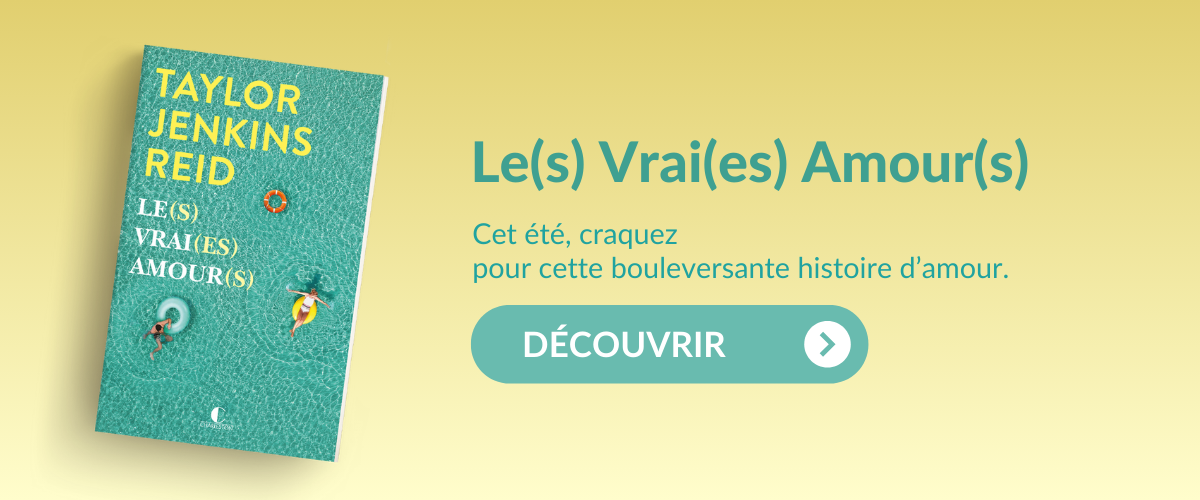 TAYLOR
JENKINS
REID
LE(S)
VRAI(ES)
AMOUR(S)
Le(s) Vrai(es) Amour(s)
Cet été, craquez
pour cette bouleversante histoire d’amour.
DÉCOUVRIR